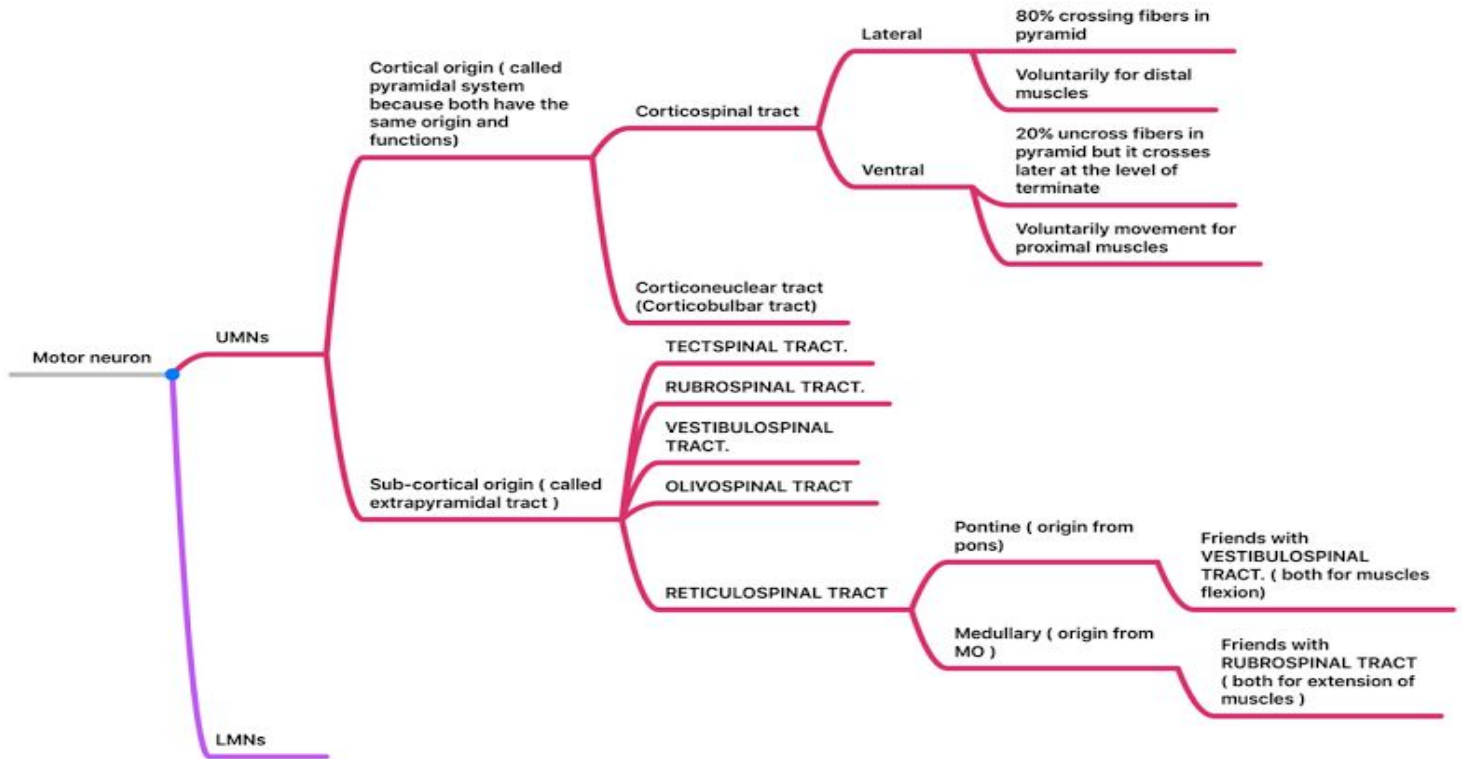 Motor neuron
UMNs
Cortical origin ( called
pyramidal system
because both have the
same origin and
functions)
Corticospinal tract
Lateral
80% crossing fibers in
pyramid
Voluntarily for distal
muscles
Ventral
20% uncross fibers in
pyramid but it crosses
later at the level of
terminate
Voluntarily movement for
proximal muscles
Corticoneuclear tract
(Corticobulbar tract)
Sub-cortical origin ( called
extrapyramidal tract )
TECTSPINAL TRACT.
RUBROSPINAL TRACT.
VESTIBULOSPINAL
TRACT.
OLIVOSPINAL TRACT
RETICULOSPINAL TRACT
Pontine ( origin from
pons)
Friends with
VESTIBULOSPINAL
TRACT. ( both for muscles
flexion)
Medullary ( origin from
MO )
Friends with
RUBROSPINAL TRACT
( both for extension of
muscles )
LMNs